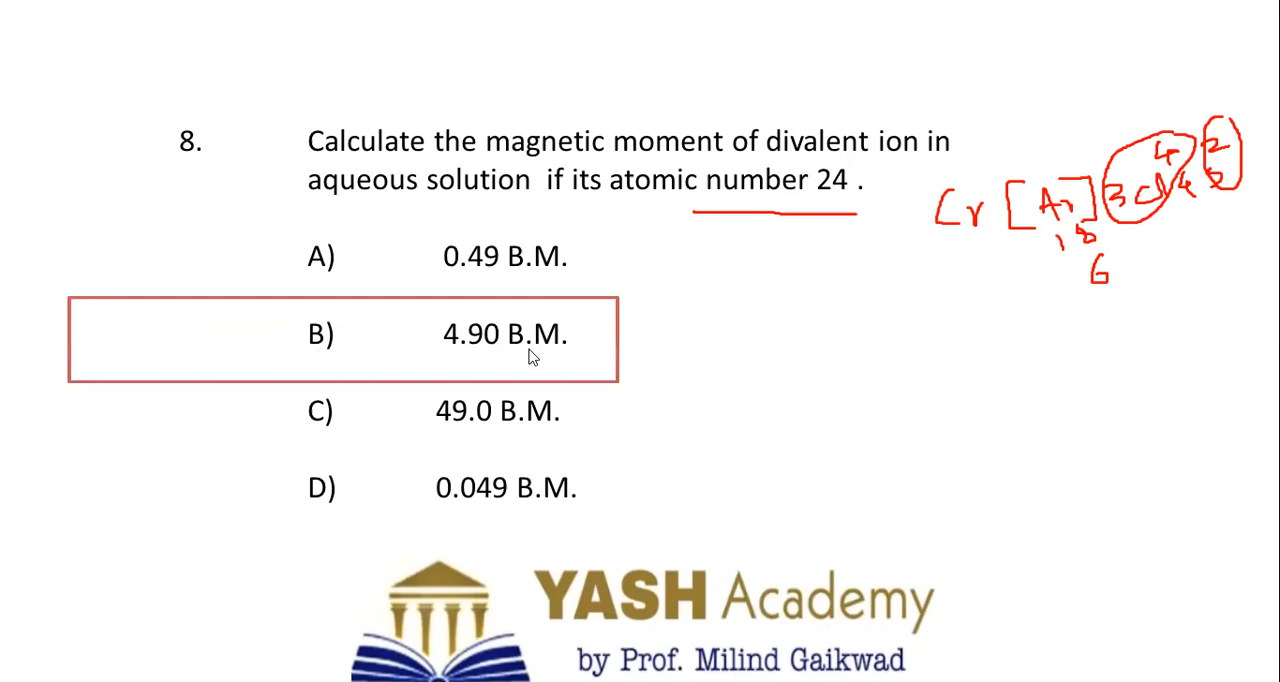 8. Calculate the magnetic moment of divalent ion in
aqueous solution if its atomic number 24 .
Cr [Ar] 3d⁴ 4s²
18
6
A) 0.49 B.M.
B) 4.90 B.M.
C) 49.0 B.M.
D) 0.049 B.M.
YASH Academy
by Prof. Milind Gaikwad